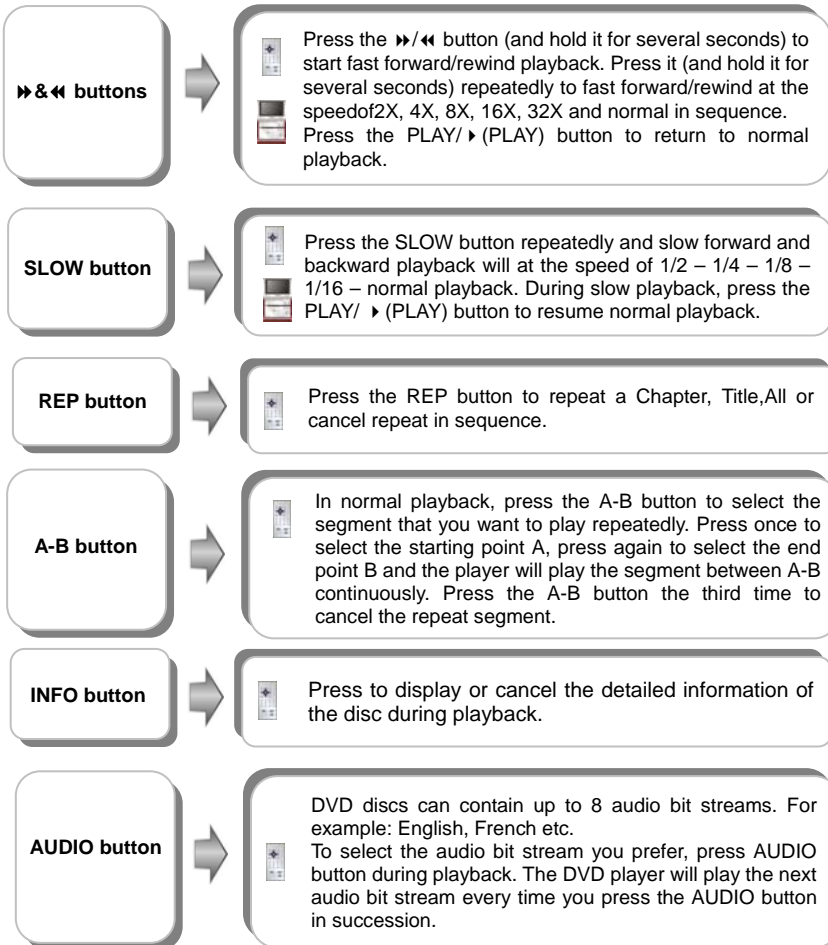 ⏩&⏪ buttons
Press the ⏩/⏪ button (and hold it for several seconds) to
start fast forward/rewind playback. Press it (and hold it for
several seconds) repeatedly to fast forward/rewind at the
speedof2X, 4X, 8X, 16X, 32X and normal in sequence.
Press the PLAY/ ▶ (PLAY) button to return to normal
playback.
SLOW button
Press the SLOW button repeatedly and slow forward and
backward playback will at the speed of 1/2 – 1/4 – 1/8 –
1/16 – normal playback. During slow playback, press the
PLAY/ ▶ (PLAY) button to resume normal playback.
REP button
Press the REP button to repeat a Chapter, Title,All or
cancel repeat in sequence.
A-B button
In normal playback, press the A-B button to select the
segment that you want to play repeatedly. Press once to
select the starting point A, press again to select the end
point B and the player will play the segment between A-B
continuously. Press the A-B button the third time to
cancel the repeat segment.
INFO button
Press to display or cancel the detailed information of
the disc during playback.
AUDIO button
DVD discs can contain up to 8 audio bit streams. For
example: English, French etc.
To select the audio bit stream you prefer, press AUDIO
button during playback. The DVD player will play the next
audio bit stream every time you press the AUDIO button
in succession.